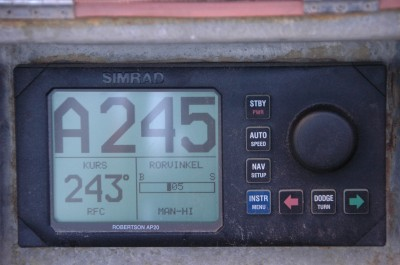 SIMRAD
A245
KURS
243°
RFC
RORVINKEL
B S
05
MAN-HI
ROBERTSON AP20
STBY
PWR
AUTO
SPEED
NAV
SETUP
INSTR
MENU
DODGE
TURN